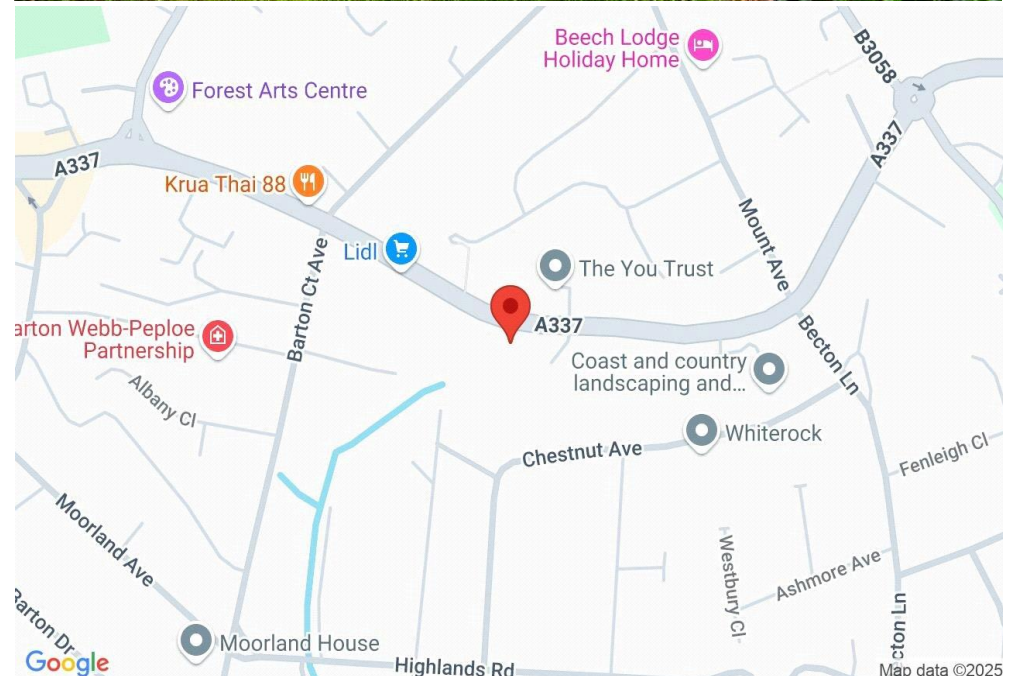 Beech Lodge
Holiday Home
B3058
Forest Arts Centre
A337
A337
Krua Thai 88
Mount Ave
Lidl
The You Trust
Barton Ct Ave
A337
arton Webb-Peploe
Partnership
Becton Ln
Coast and country
landscaping and...
Albany Cl
Whiterock
Chestnut Ave
Fenleigh Cl
Moorland Ave
Westbury Cl
Ashmore Ave
Barton Dr
ecton Ln
Moorland House
Google
Highlands Rd
Map data ©2025